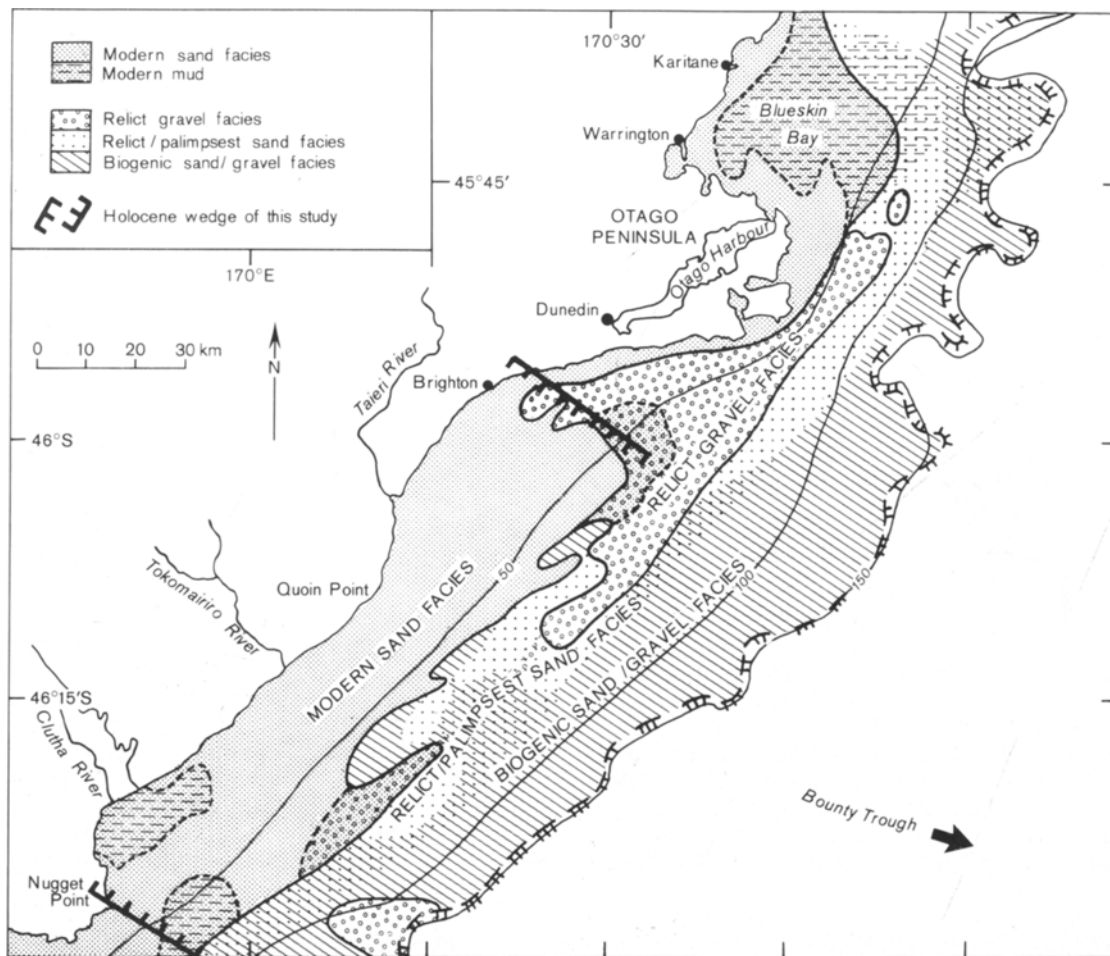 Modern sand facies
Modern mud
Relict gravel facies
Relict / palimpsest sand facies
Biogenic sand / gravel facies
Holocene wedge of this study
170°E
170°30'
Karitane
Blueskin
Bay
Warrington
45°45'
OTAGO
PENINSULA
Otago Harbour
Dunedin
0 10 20 30 km
N
Taieri River
Brighton
46°S
RELICT GRAVEL FACIES
Tokomairiro River
Quoin Point
50
MODERN SAND FACIES
RELICT/PALIMPSEST SAND FACIES
BIOGENIC SAND /GRAVEL FACIES
100
150
46°15'S
Clutha River
Bounty Trough
Nugget
Point